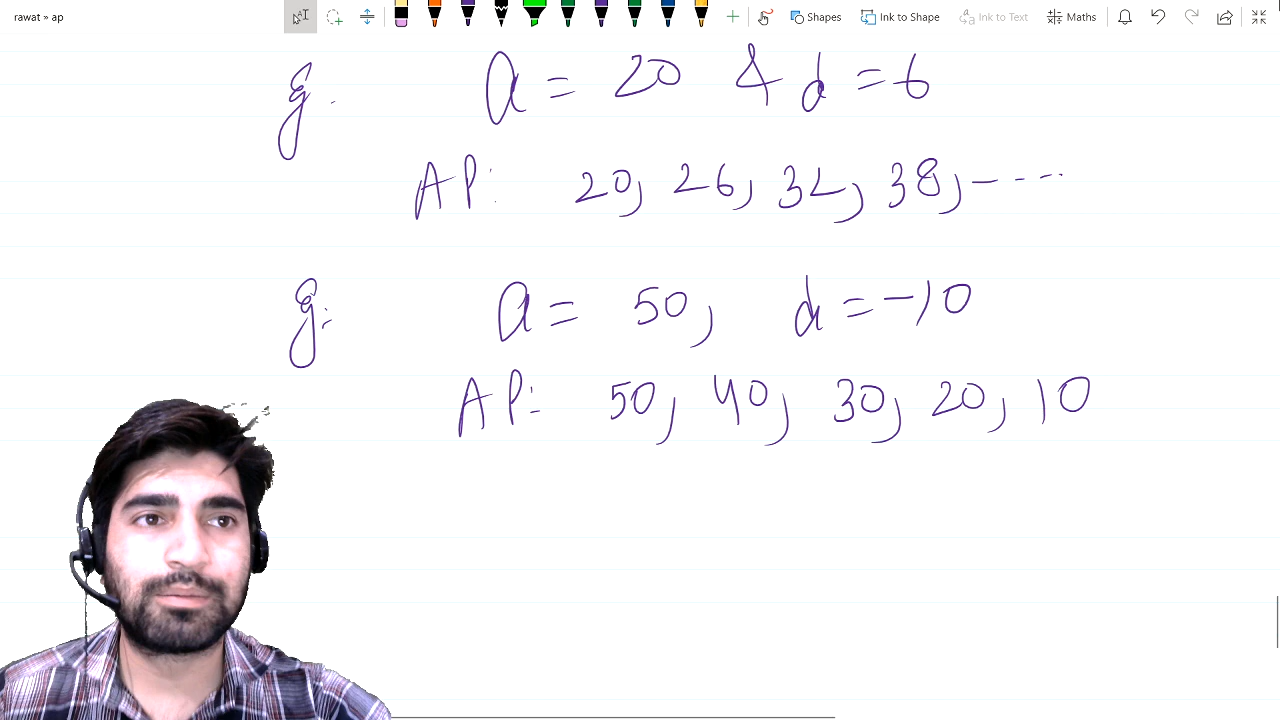 rawat » ap
Shapes
Ink to Shape
Ink to Text
Maths
eg. a = 20 & d = 6
AP: 20, 26, 32, 38, - - - - -
eg: a = 50, d = -10
AP: 50, 40, 30, 20, 10